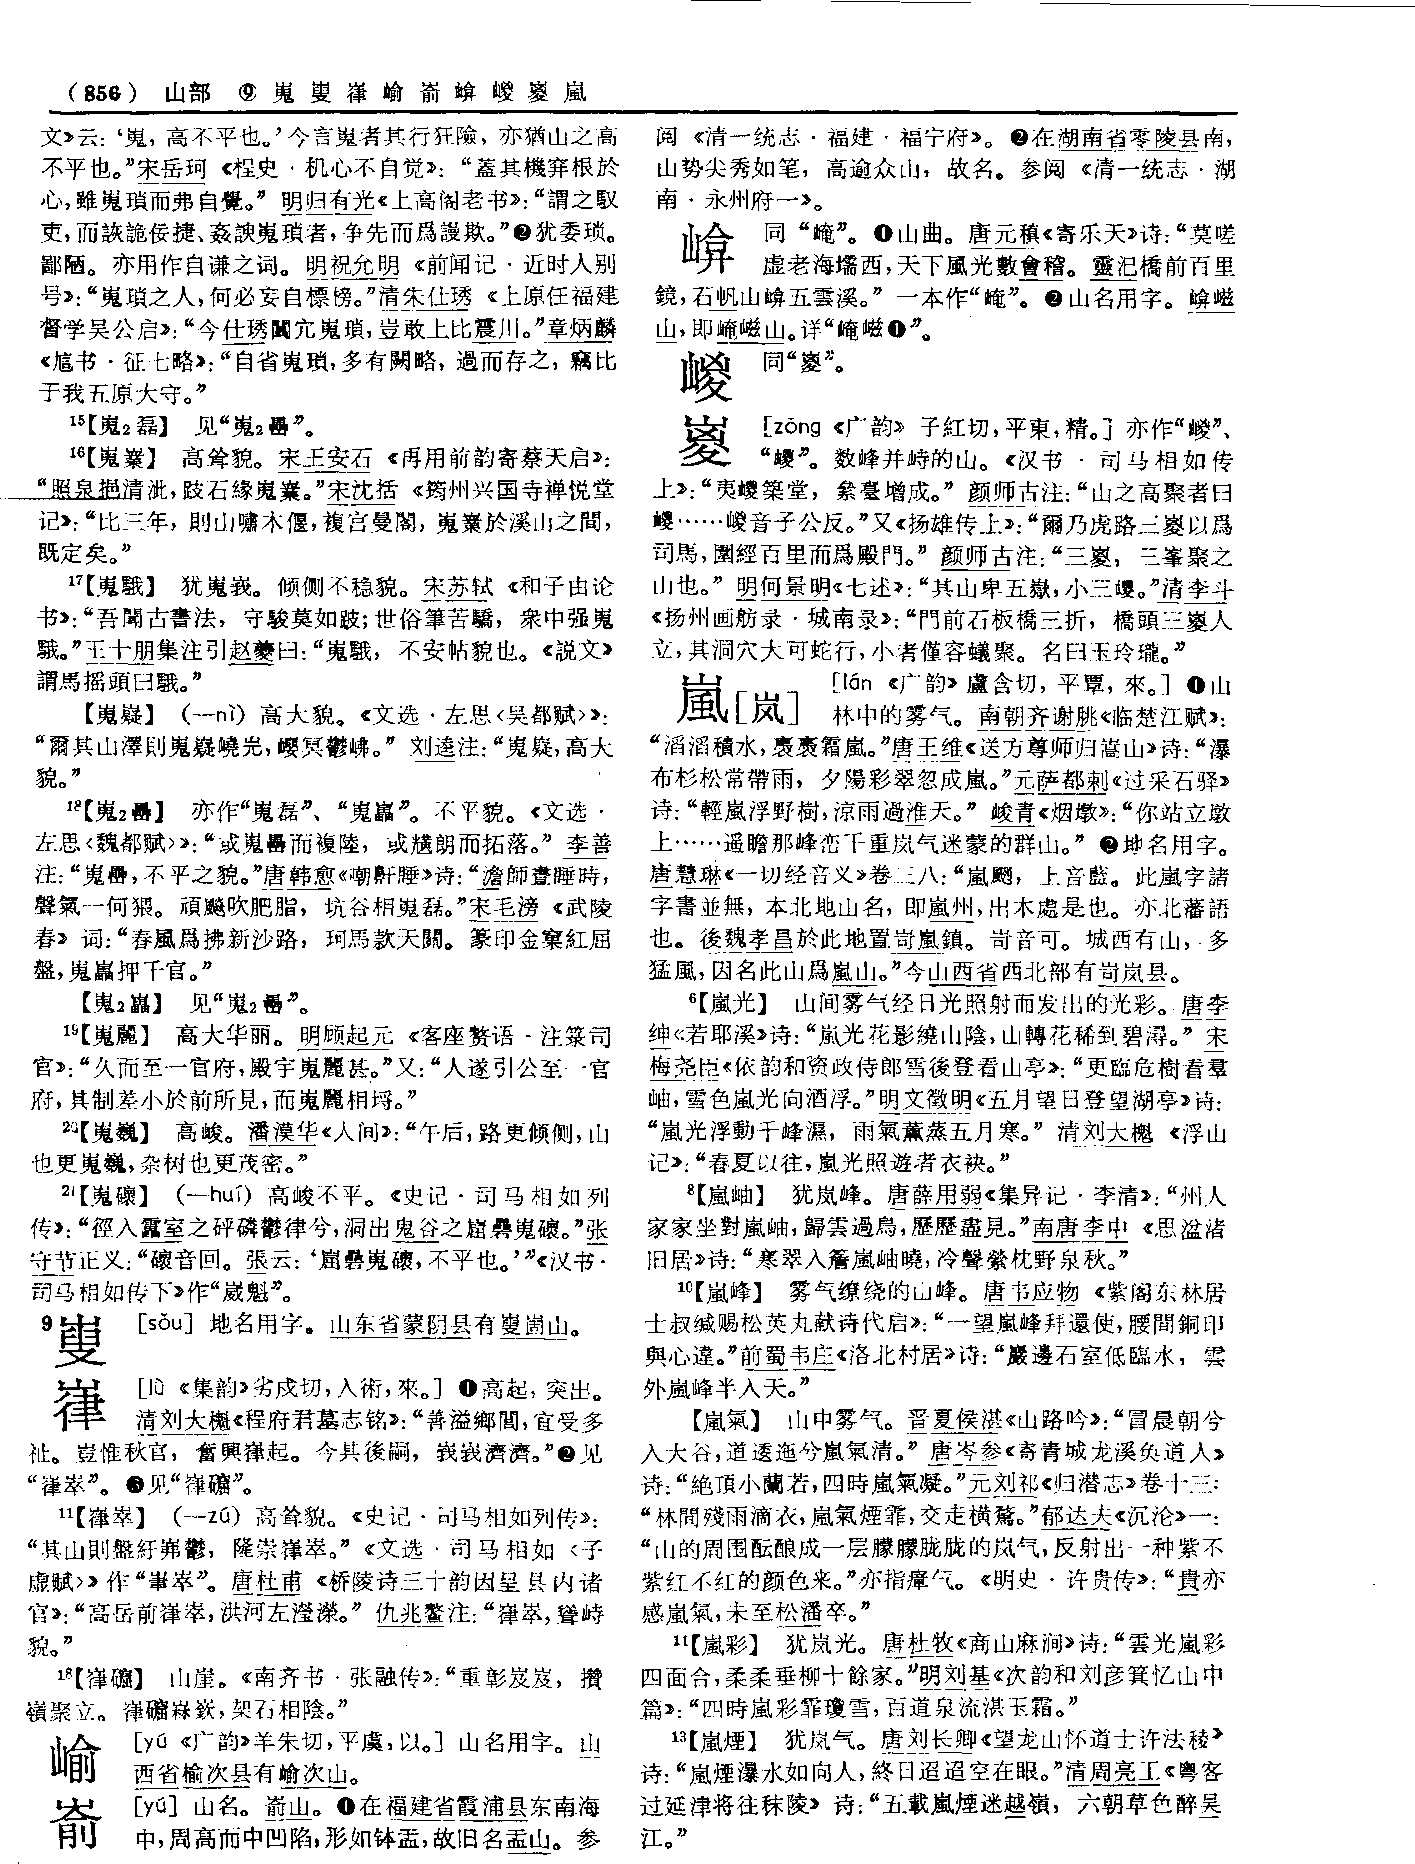 (856) 山部 ⑨ 嵬 嵏 嵂 崳 嵛 嵱 嵕 嵏 嵐
文》云：‘嵬，高不平也。’今言嵬者其行狂險，亦猶山之高
不平也。”宋岳珂《桯史·机心不自觉》：“蓋其機穽根於
心，雖嵬瑣而弗自覺。”明归有光《上高阁老书》：“謂之馭
吏，而詼詭佞捷、姦諛嵬瑣者，争先而爲謾欺。”❷犹委琐。
鄙陋。亦用作自谦之词。明祝允明《前闻记·近时人别
号》：“嵬瑣之人，何必妄自標榜。”清朱仕琇《上原任福建
督学吴公启》：“今仕琇闒宂嵬瑣，豈敢上比震川。”章炳麟
《訄书·征七略》：“自省嵬瑣，多有闕略，過而存之，竊比
于我五原大守。”
15【嵬2磊】 见“嵬2壘”。
16【嵬嶪】 高耸貌。宋王安石《再用前韵寄蔡天启》：
“照泉挹清泚，跂石緣嵬嶪。”宋沈括《筠州兴国寺禅悦堂
记》：“比三年，則山嘯木偃，複宫曼閣，嵬嶪於溪山之間，
既定矣。”
17【嵬騀】 犹嵬峩。倾侧不稳貌。宋苏轼《和子由论
书》：“吾聞古書法，守駿莫如跛；世俗筆苦驕，衆中强嵬
騀。”王十朋集注引赵夔曰：“嵬騀，不安帖貌也。《説文》
謂馬摇頭曰騀。”
【嵬嶷】 (—nì) 高大貌。《文选·左思〈吴都赋〉》：
“爾其山澤則嵬嶷嶢屼，巊冥鬱岪。”刘逵注：“嵬嶷，高大
貌。”
18【嵬2壘】 亦作“嵬磊”、“嵬畾”。不平貌。《文选·
左思〈魏都赋〉》：“或嵬壘而複陸，或㼕朗而拓落。”李善
注：“嵬壘，不平之貌。”唐韩愈《嘲鼾睡》诗：“澹師晝睡時，
聲氣一何猥。頑飈吹肥脂，坑谷相嵬磊。”宋毛滂《武陵
春》词：“春風爲拂新沙路，珂馬款天關。篆印金窠紅屈
盤，嵬畾押千官。”
【嵬2畾】 见“嵬2壘”。
19【嵬麗】 高大华丽。明顾起元《客座赘语·注箓司
官》：“久而至一官府，殿宇嵬麗甚。”又：“人遂引公至一官
府，其制差小於前所見，而嵬麗相埒。”
20【嵬巍】 高峻。潘漠华《人间》：“午后，路更倾侧，山
也更嵬巍，杂树也更茂密。”
21【嵬磈】 (—huí) 高峻不平。《史记·司马相如列
传》：“徑入靁室之砰磷鬱律兮，洞出鬼谷之崫礨嵬磈。”张
守节正义：“磈音回。張云：‘崫礨嵬磈，不平也。’”《汉书·
司马相如传下》作“崴魁”。
9 [sǒu] 地名用字。山东省蒙阴县有崮山。
嵂 [lǜ 《集韵》劣戌切，入術，來。] ❶高起，突出。
清刘大櫆《程府君墓志铭》：“善溢鄉間，宜受多
祉。豈惟秋官，奮興嵂起。今其後嗣，峩峩濟濟。”❷见
“嵂崒”。❸见“嵂”。
11【嵂崒】 (—zú) 高耸貌。《史记·司马相如列传》：
“其山則盤紆岪鬱，隆崇嵂崒。”《文选·司马相如〈子
虚赋〉》作“崒”。唐杜甫《桥陵诗三十韵因呈县内诸
官》：“高岳前嵂崒，洪河左瀅濴。”仇兆鳌注：“嵂崒，聳峙
貌。”
18【嵂】 山崖。《南齐书·张融传》：“重彰岌岌，攢
嶺聚立。嵂，架石相陰。”
崳 [yú 《广韵》羊朱切，平虞，以。] 山名用字。山
西省榆次县有崳次山。
嵛 [yú] 山名。嵛山。❶在福建省霞浦县东南海
中，周高而中凹陷，形如钵盂，故旧名盂山。参
阅《清一统志·福建·福宁府》。❷在湖南省零陵县南，
山势尖秀如笔，高逾众山，故名。参阅《清一统志·湖
南·永州府一》。
同“崦”。❶山曲。唐元稹《寄乐天》诗：“莫嗟
虚老海壖西，天下風光數會稽。靈汜橋前百里
鏡，石帆山五雲溪。”一本作“崦”。❷山名用字。嵫
山，即崦嵫山。详“崦嵫❶”。
嵕 同“嵏”。
嵏 [zōng 《广韵》子紅切，平東，精。] 亦作“嵕”、
“”。数峰并峙的山。《汉书·司马相如传
上》：“夷嵕築堂，絫臺增成。”颜师古注：“山之高聚者曰
嵕……嵕音子公反。”又《扬雄传上》：“爾乃虎路三嵏以爲
司馬，圍經百里而爲殿門。”颜师古注：“三嵏，三峯聚之
山也。”明何景明《七述》：“其山卑五嶽，小三嵕。”清李斗
《扬州画舫录·城南录》：“門前石板橋三折，橋頭三嵏人
立，其洞穴大可蛇行，小者僅容蟻聚。名曰玉玲瓏。”
嵐[岚] [lán 《广韵》盧含切，平覃，來。] ❶山
林中的雾气。南朝齐谢朓《临楚江赋》：
“滔滔積水，裊裊霜嵐。”唐王维《送方尊师归嵩山》诗：“瀑
布杉松常帶雨，夕陽彩翠忽成嵐。”元萨都剌《过采石驿》
诗：“輕嵐浮野樹，涼雨過淮天。”峻青《烟墩》：“你站立墩
上……遥瞻那峰峦千重岚气迷蒙的群山。”❷地名用字。
唐慧琳《一切经音义》卷三八：“嵐颲，上音藍。此嵐字諸
字書並無，本北地山名，即嵐州，出木處是也。亦北藩語
也。後魏孝昌於此地置岢嵐鎮。岢音可。城西有山，多
猛風，因名此山爲嵐山。”今山西省西北部有岢岚县。
6【嵐光】 山间雾气经日光照射而发出的光彩。唐李
绅《若耶溪》诗：“嵐光花影繞山陰，山轉花稀到碧潯。”宋
梅尧臣《依韵和资政侍郎雪後登看山亭》：“更臨危榭看羣
岫，雪色嵐光向酒浮。”明文徵明《五月望日登望湖亭》诗：
“嵐光浮動千峰濕，雨氣薰蒸五月寒。”清刘大櫆《浮山
记》：“春夏以往，嵐光照遊者衣袂。”
8【嵐岫】 犹岚峰。唐薛用弱《集异记·李清》：“州人
家家坐對嵐岫，歸雲過鳥，歷歷盡見。”南唐李中《思湓渚
旧居》诗：“寒翠入簷嵐岫曉，冷聲縈枕野泉秋。”
10【嵐峰】 雾气缭绕的山峰。唐韦应物《紫阁东林居
士叔缄赐松英丸献诗代启》：“一望嵐峰拜還使，腰間銅印
與心違。”前蜀韦庄《洛北村居》诗：“巖邊石室低臨水，雲
外嵐峰半入天。”
【嵐氣】 山中雾气。晋夏侯湛《山路吟》：“冒晨朝兮
入大谷，道逶迤兮嵐氣清。”唐岑参《寄青城龙溪奂道人》
诗：“絶頂小蘭若，四時嵐氣凝。”元刘祁《归潜志》卷十三：
“林間殘雨滴衣，嵐氣煙霏，交走横鶩。”郁达夫《沉沦》一：
“山的周围酝酿成一层朦朦胧胧的岚气，反射出一种紫不
紫红不红的颜色来。”亦指瘴气。《明史·许贵传》：“貴亦
感嵐氣，未至松潘卒。”
11【嵐彩】 犹岚光。唐杜牧《商山麻涧》诗：“雲光嵐彩
四面合，柔柔垂柳十餘家。”明刘基《次韵和刘彦箕忆山中
篇》：“四時嵐彩霏瓊雪，百道泉流湛玉霜。”
13【嵐煙】 犹岚气。唐刘长卿《望龙山怀道士许法稜》
诗：“嵐煙瀑水如向人，終日迢迢空在眼。”清周亮工《粤客
过延津将往秣陵》诗：“五載嵐煙迷越嶺，六朝草色醉吴
江。”